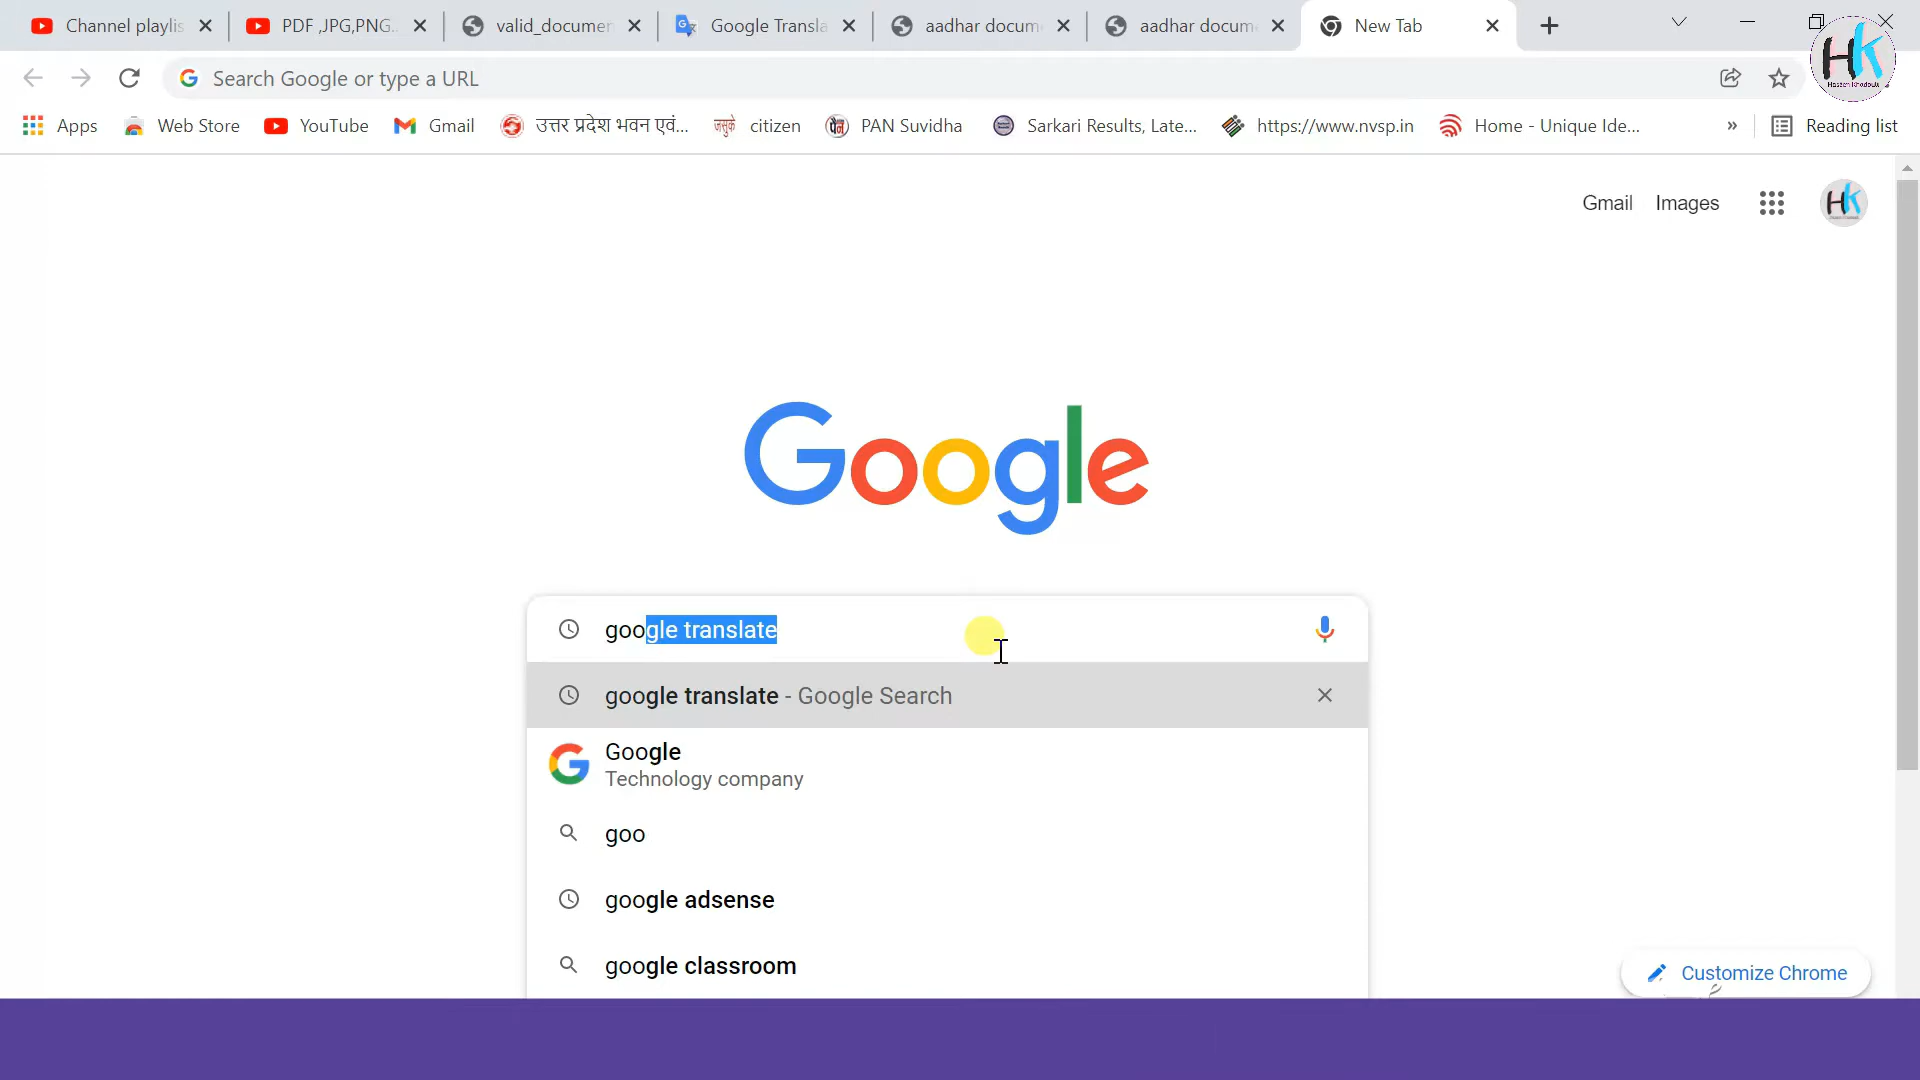 Channel playlis
PDF ,JPG,PNG..
valid_documen
Google Transla
aadhar docum
aadhar docum
New Tab
Search Google or type a URL
Hk
Apps
Web Store
YouTube
Gmail
उत्तर प्रदेश भवन एवं...
citizen
PAN Suvidha
Sarkari Results, Late...
https://www.nvsp.in
Home - Unique Ide...
»
Reading list
Gmail
Images
Hk
Google
google translate
google translate - Google Search
Google
Technology company
goo
google adsense
google classroom
Customize Chrome